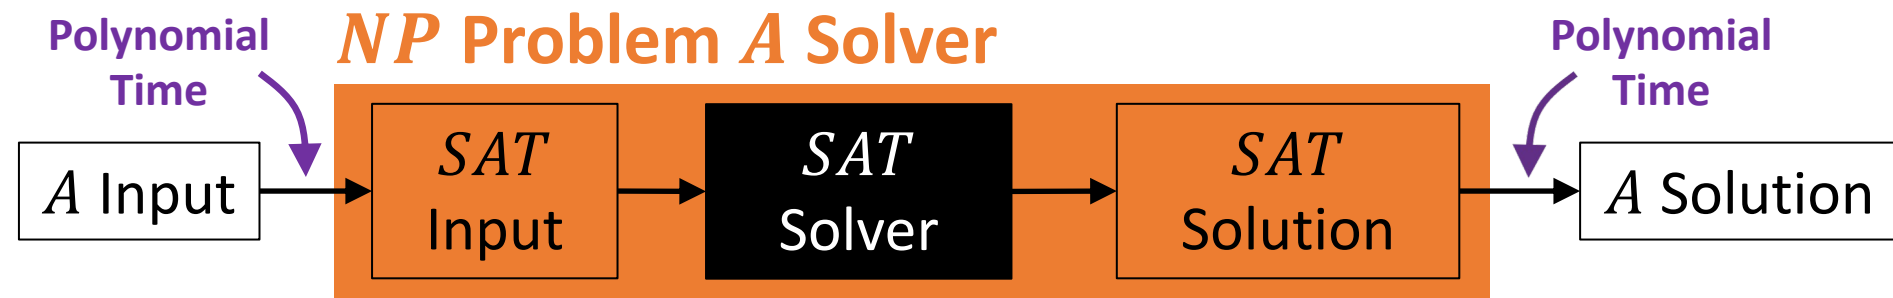 Polynomial
Time
NP Problem A Solver
Polynomial
Time
A Input
SAT
Input
SAT
Solver
SAT
Solution
A Solution